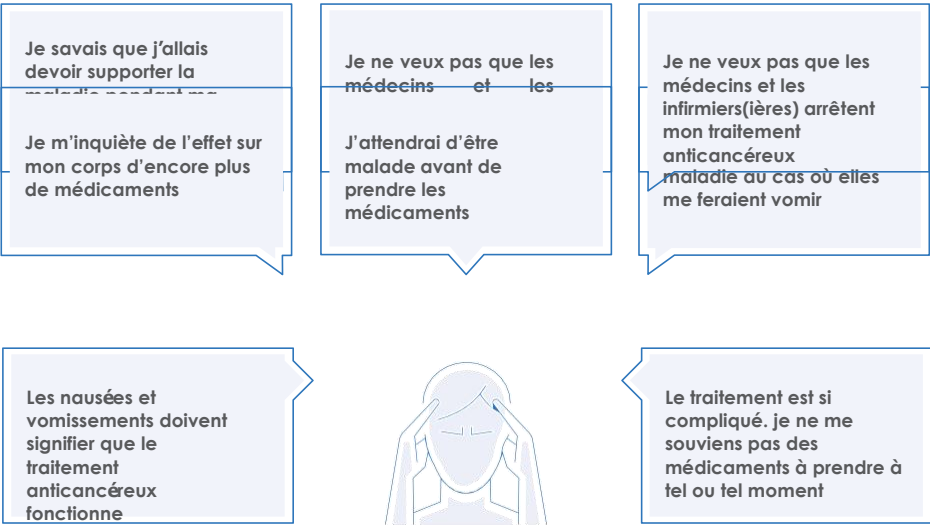 Je savais que j'allais
devoir supporter la
maladie pendant ma
Je m'inquiète de l'effet sur
mon corps d'encore plus
de médicaments
Je ne veux pas que les
médecins et les
J'attendrai d'être
malade avant de
prendre les
médicaments
Je ne veux pas que les
médecins et les
infirmiers(ières) arrêtent
mon traitement
anticancéreux
maladie au cas où elles
me feraient vomir
Les nausées et
vomissements doivent
signifier que le
traitement
anticancéreux
fonctionne
Le traitement est si
compliqué. je ne me
souviens pas des
médicaments à prendre à
tel ou tel moment